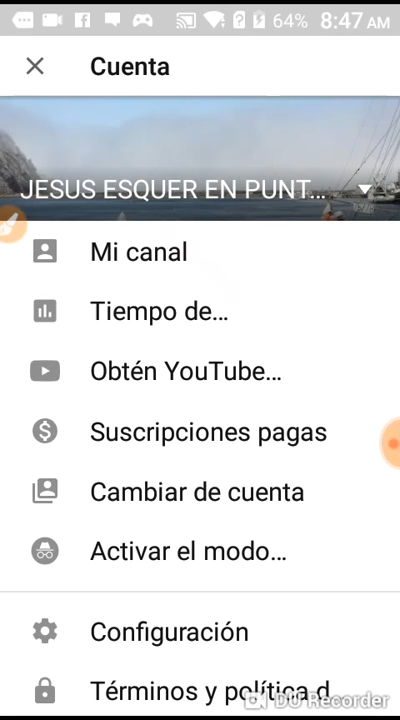 64% 8:47 AM
Cuenta
JESUS ESQUER EN PUNT...
Mi canal
Tiempo de...
Obtén YouTube...
Suscripciones pagas
Cambiar de cuenta
Activar el modo...
Configuración
Términos y política d
DU Recorder